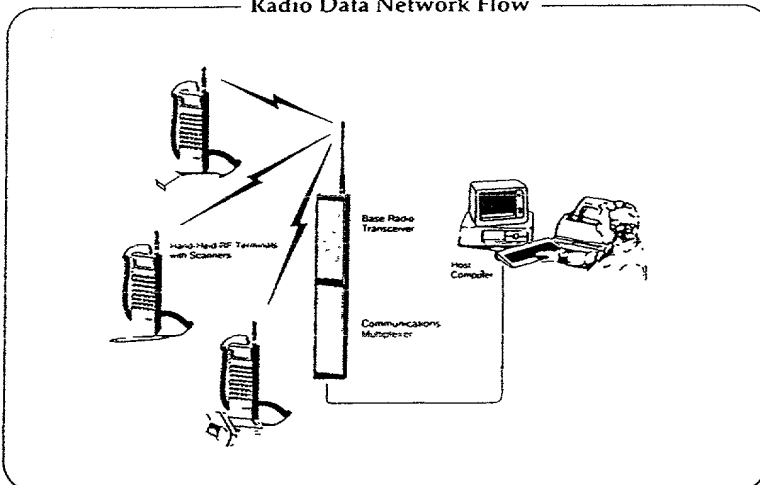 Radio Data Network Flow
Hand-Held RF Terminals
with Scanners
Base Radio
Transceiver
Host
Computer
Communications
Multiplexer